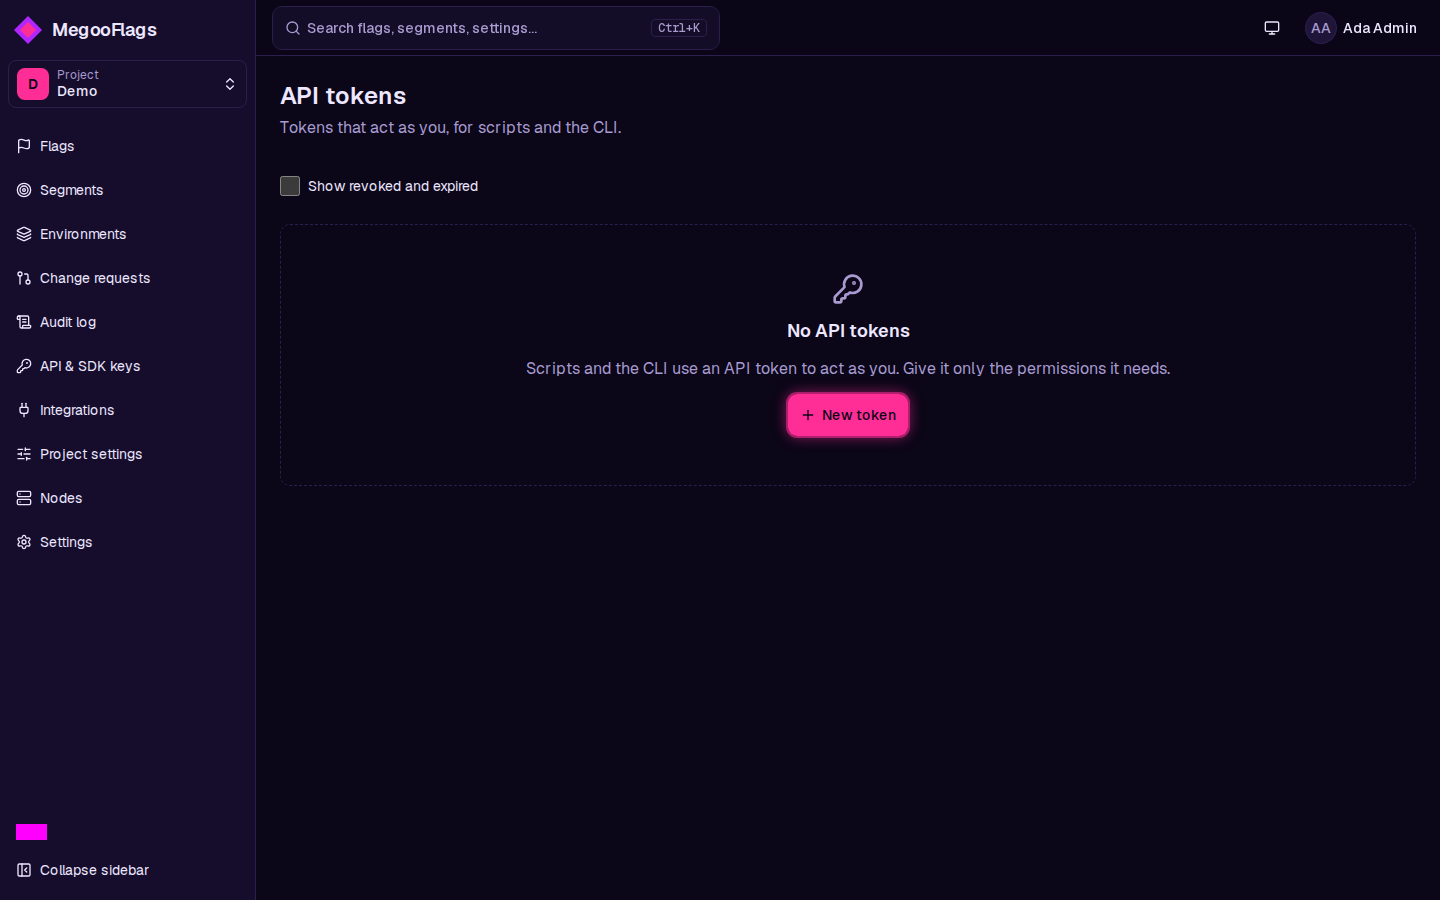 MegooFlags
Project
D
Demo
Search flags, segments, settings...
Ctrl+K
AA
Ada Admin
Flags
Segments
Environments
Change requests
Audit log
API & SDK keys
Integrations
Project settings
Nodes
Settings
Collapse sidebar
API tokens
Tokens that act as you, for scripts and the CLI.
Show revoked and expired
No API tokens
Scripts and the CLI use an API token to act as you. Give it only the permissions it needs.
New token